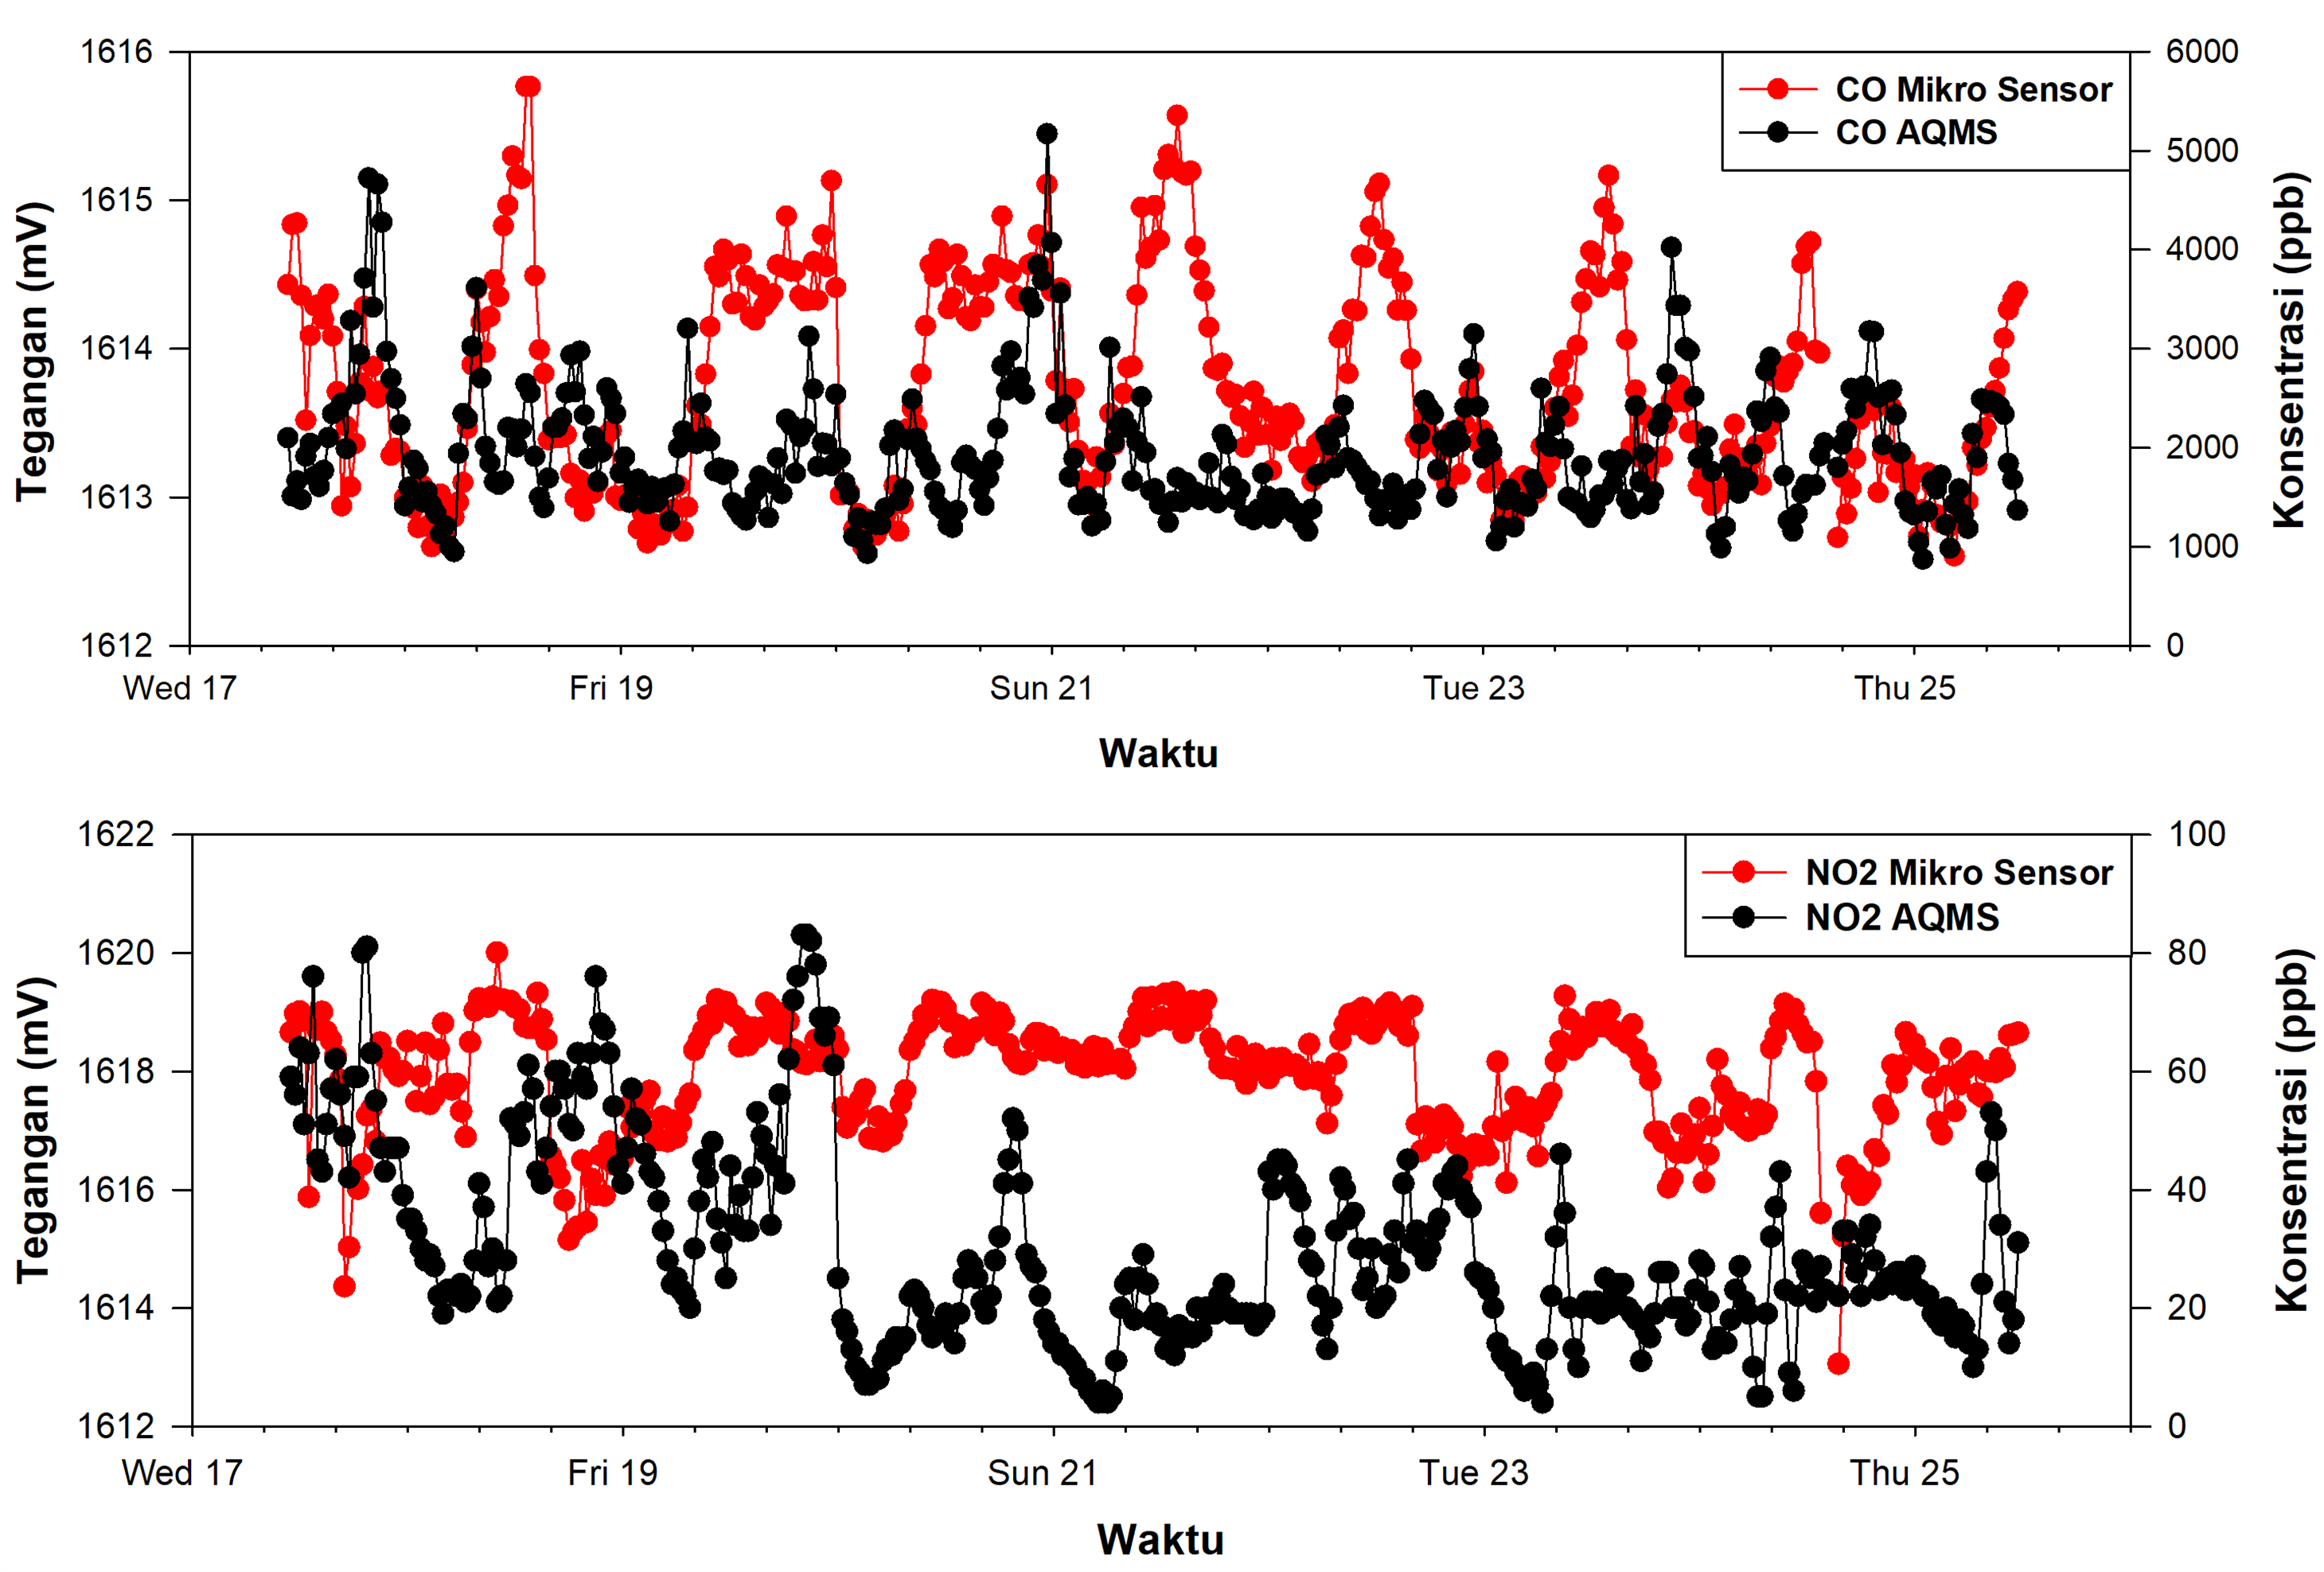 1616
6000
CO Mikro Sensor
CO AQMS
5000
1615
4000
1614
3000
2000
1613
1000
1612
0
Tegangan (mV)
Konsentrasi (ppb)
Wed 17
Fri 19
Sun 21
Tue 23
Thu 25
Waktu
1622
100
NO2 Mikro Sensor
NO2 AQMS
1620
80
1618
60
1616
40
1614
20
1612
0
Tegangan (mV)
Konsentrasi (ppb)
Wed 17
Fri 19
Sun 21
Tue 23
Thu 25
Waktu